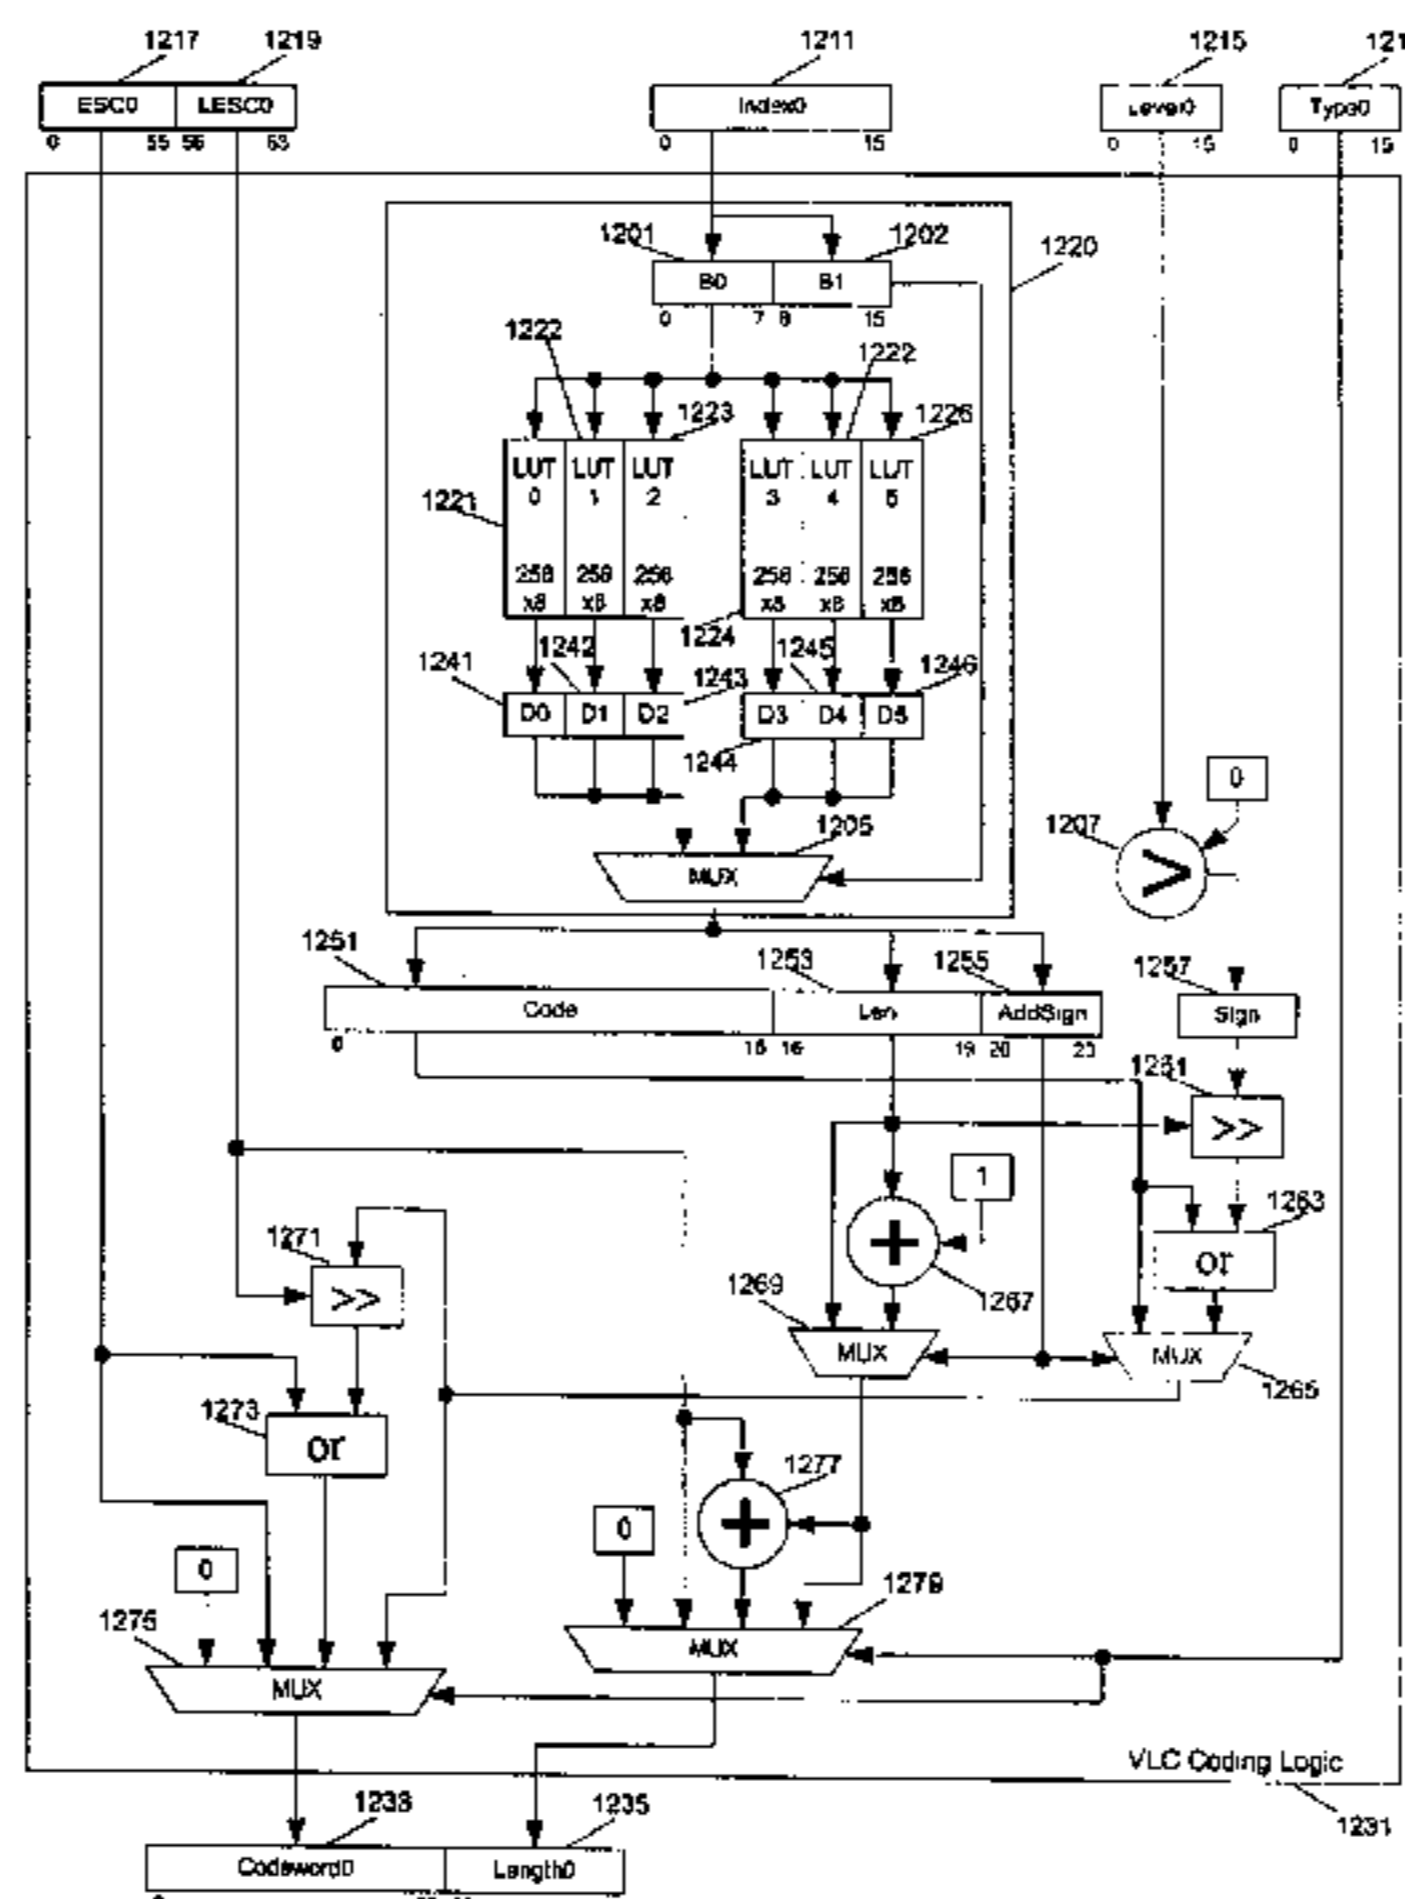 1217 1219 1211 1215 121
ESC0 LESC0 Index0 Level0 Type0
0 55 56 63 0 15 0 15 0 15
1201 1202 1220
B0 B1
0 7 8 15
1222 1222
1223 1226
LUT 0 LUT 1 LUT 2 LUT 3 LUT 4 LUT 5
1221
256 x8 256 x8 256 x8 256 x8 256 x8 256 x8
1224
1241 1242 1243 1245 1246
D0 D1 D2 D3 D4 D5
1244
0
1205 1207
MUX >
1251 1253 1255 1257
Code Len AddSign Sign
0 15 16 19 20 23
1261
>>
1
1271 1263
>> + or
1269 1267
MUX MUX
1265
1273
or
1277
0 +
0
1275 1279
MUX
MUX
VLC Coding Logic
1233 1235 1231
Codeword0 Length0